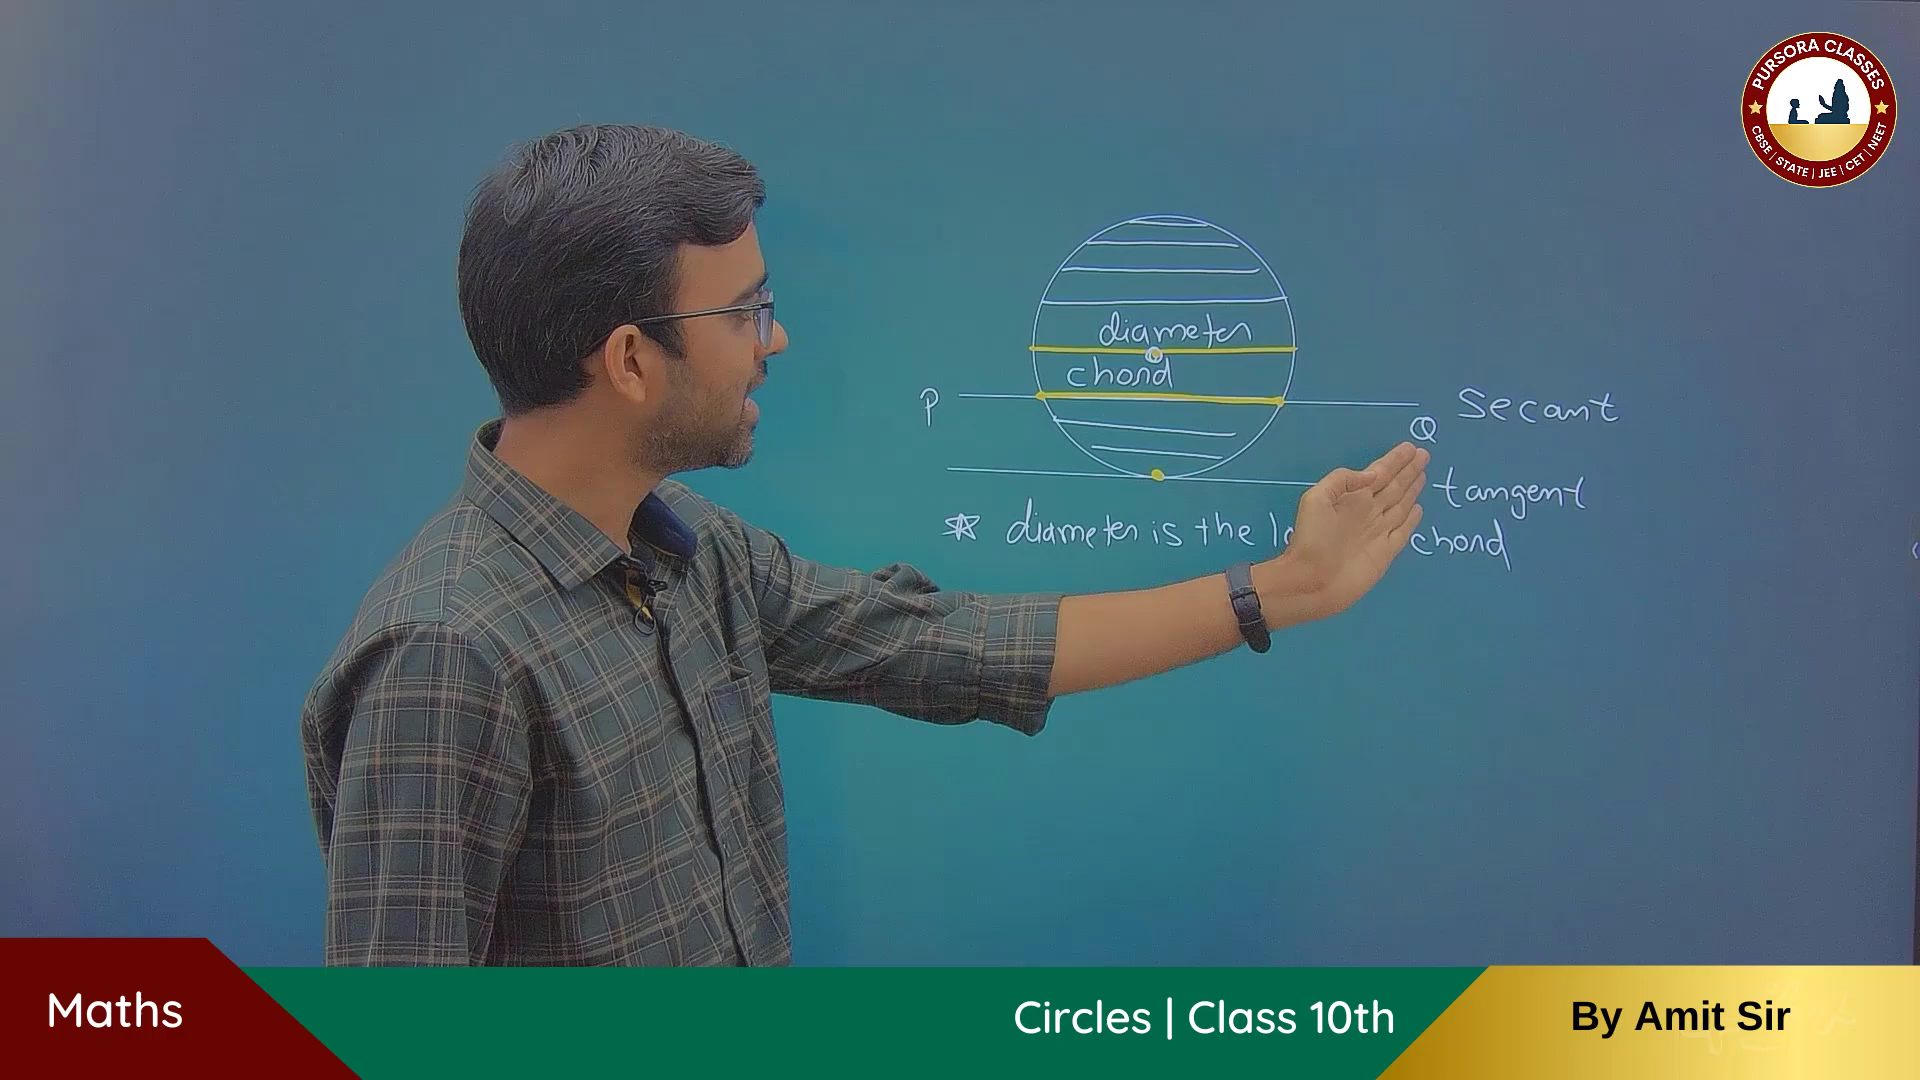 PURSORA CLASSES
CBSE | STATE | JEE | CET | NEET
diameter
chord
P
Secant
Q
tangent
diameter is the lo chord
Maths
Circles | Class 10th
By Amit Sir